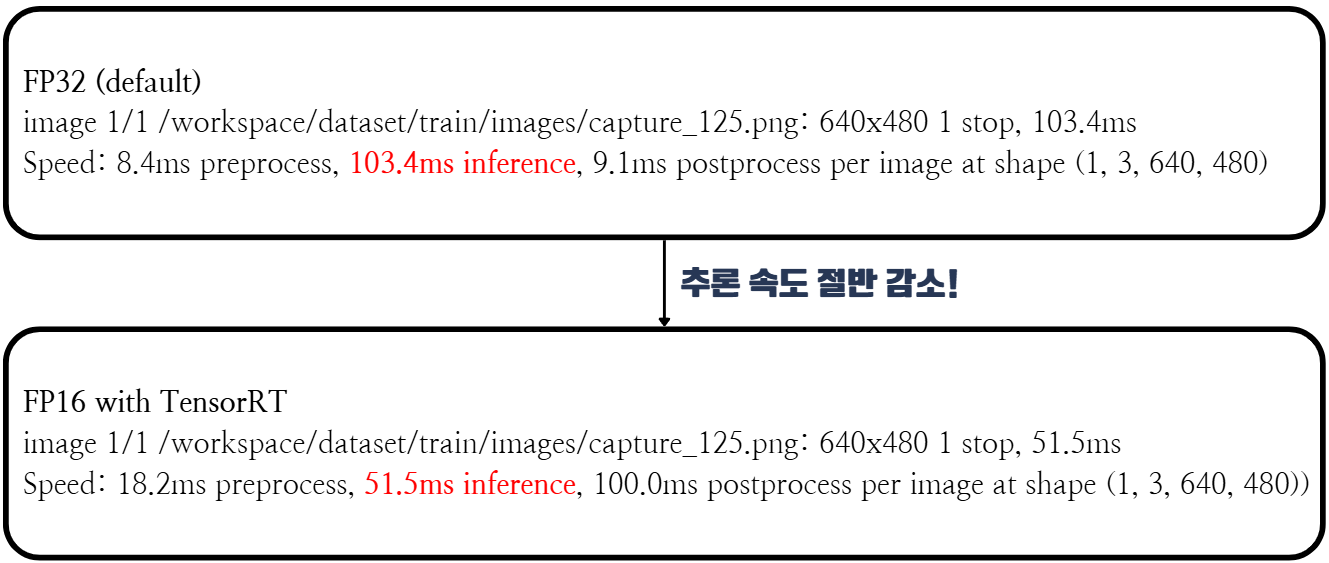 FP32 (default)
image 1/1 /workspace/dataset/train/images/capture_125.png: 640x480 1 stop, 103.4ms
Speed: 8.4ms preprocess, 103.4ms inference, 9.1ms postprocess per image at shape (1, 3, 640, 480)
추론 속도 절반 감소!
FP16 with TensorRT
image 1/1 /workspace/dataset/train/images/capture_125.png: 640x480 1 stop, 51.5ms
Speed: 18.2ms preprocess, 51.5ms inference, 100.0ms postprocess per image at shape (1, 3, 640, 480))